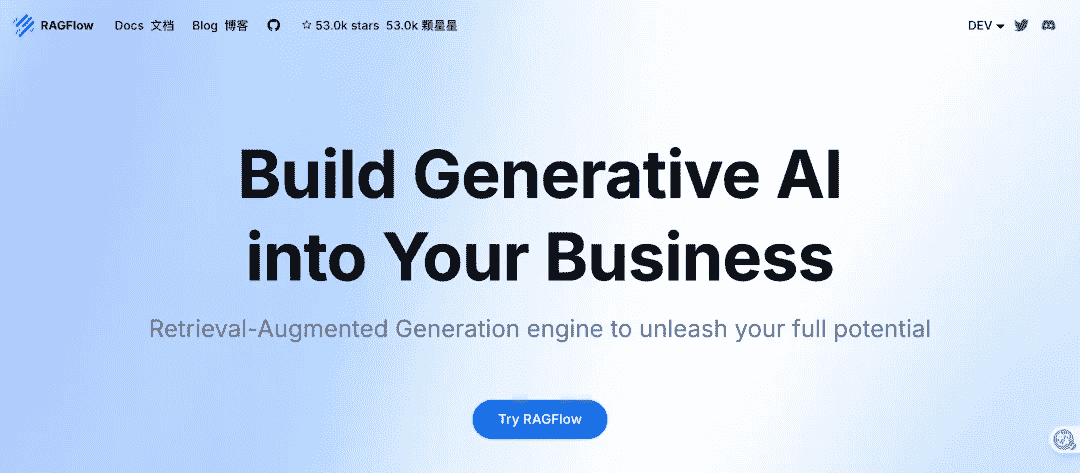 RAGFlow Docs 文档 Blog 博客 ☆ 53.0k stars 53.0k 颗星星 DEV
Build Generative AI
into Your Business
Retrieval-Augmented Generation engine to unleash your full potential
Try RAGFlow